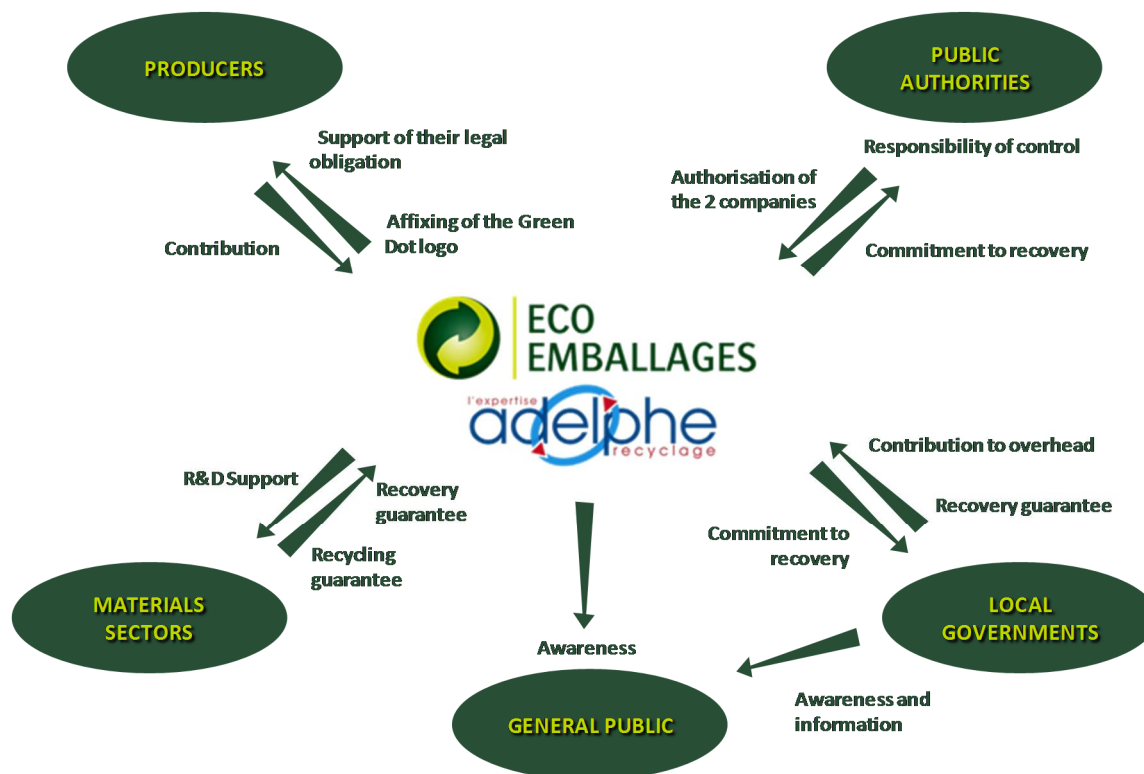 PRODUCERS
PUBLIC
AUTHORITIES
Support of their legal
obligation
Responsibility of control
Authorisation of
the 2 companies
Contribution
Affixing of the Green
Dot logo
Commitment to recovery
ECO
EMBALLAGES
l'expertise
adelphe
recyclage
R&D Support
Recovery
guarantee
Recycling
guarantee
Contribution to overhead
Recovery guarantee
Commitment to
recovery
MATERIALS
SECTORS
LOCAL
GOVERNMENTS
Awareness
Awareness and
information
GENERAL PUBLIC